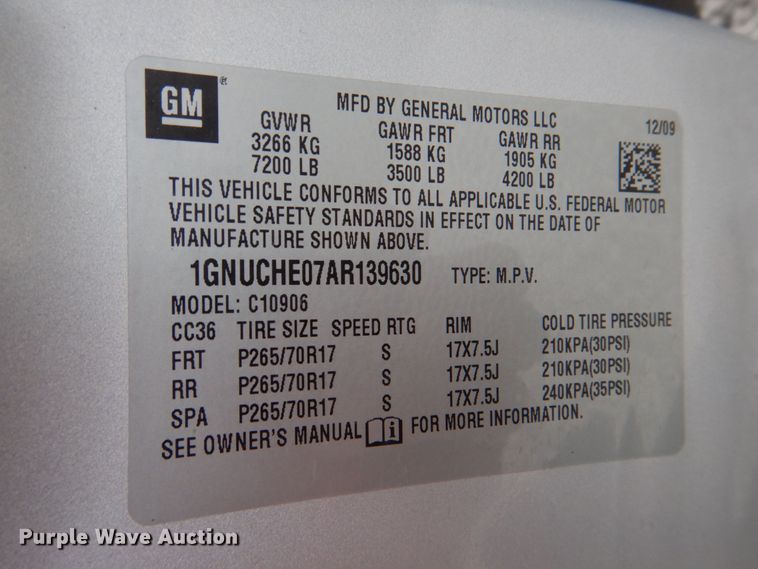 GM®
MFD BY GENERAL MOTORS LLC
12/09
GVWR GAWR FRT GAWR RR
3266 KG 1588 KG 1905 KG
7200 LB 3500 LB 4200 LB
THIS VEHICLE CONFORMS TO ALL APPLICABLE U.S. FEDERAL MOTOR
VEHICLE SAFETY STANDARDS IN EFFECT ON THE DATE OF
MANUFACTURE SHOWN ABOVE.
1GNUCHE07AR139630 TYPE: M.P.V.
MODEL: C10906
CC36 TIRE SIZE SPEED RTG RIM COLD TIRE PRESSURE
FRT P265/70R17 S 17X7.5J 210KPA(30PSI)
RR P265/70R17 S 17X7.5J 210KPA(30PSI)
SPA P265/70R17 S 17X7.5J 240KPA(35PSI)
SEE OWNER'S MANUAL i FOR MORE INFORMATION.
Purple Wave Auction